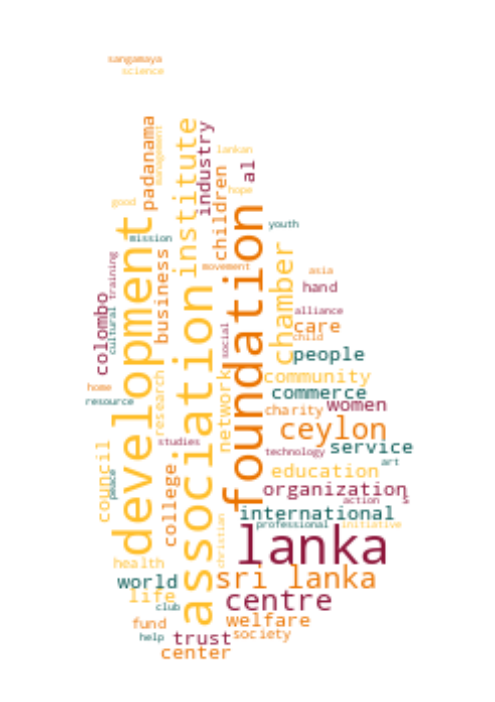 sangamaya
science
padanama
management
institute
industry
lankan
al
children
hope
good
development
foundation
youth
mission
business
association
chamber
movement
training
asia
hand
colombo
cultural
alliance
social
care
child
people
network
research
community
home
commerce
resource
charity
women
ceylon
studies
service
technology
council
peace
college
art
education
organization
s
action
international
professional
initiative
christian
lanka
health
world
sri lanka
life
centre
club
fund
welfare
help
trust
society
center